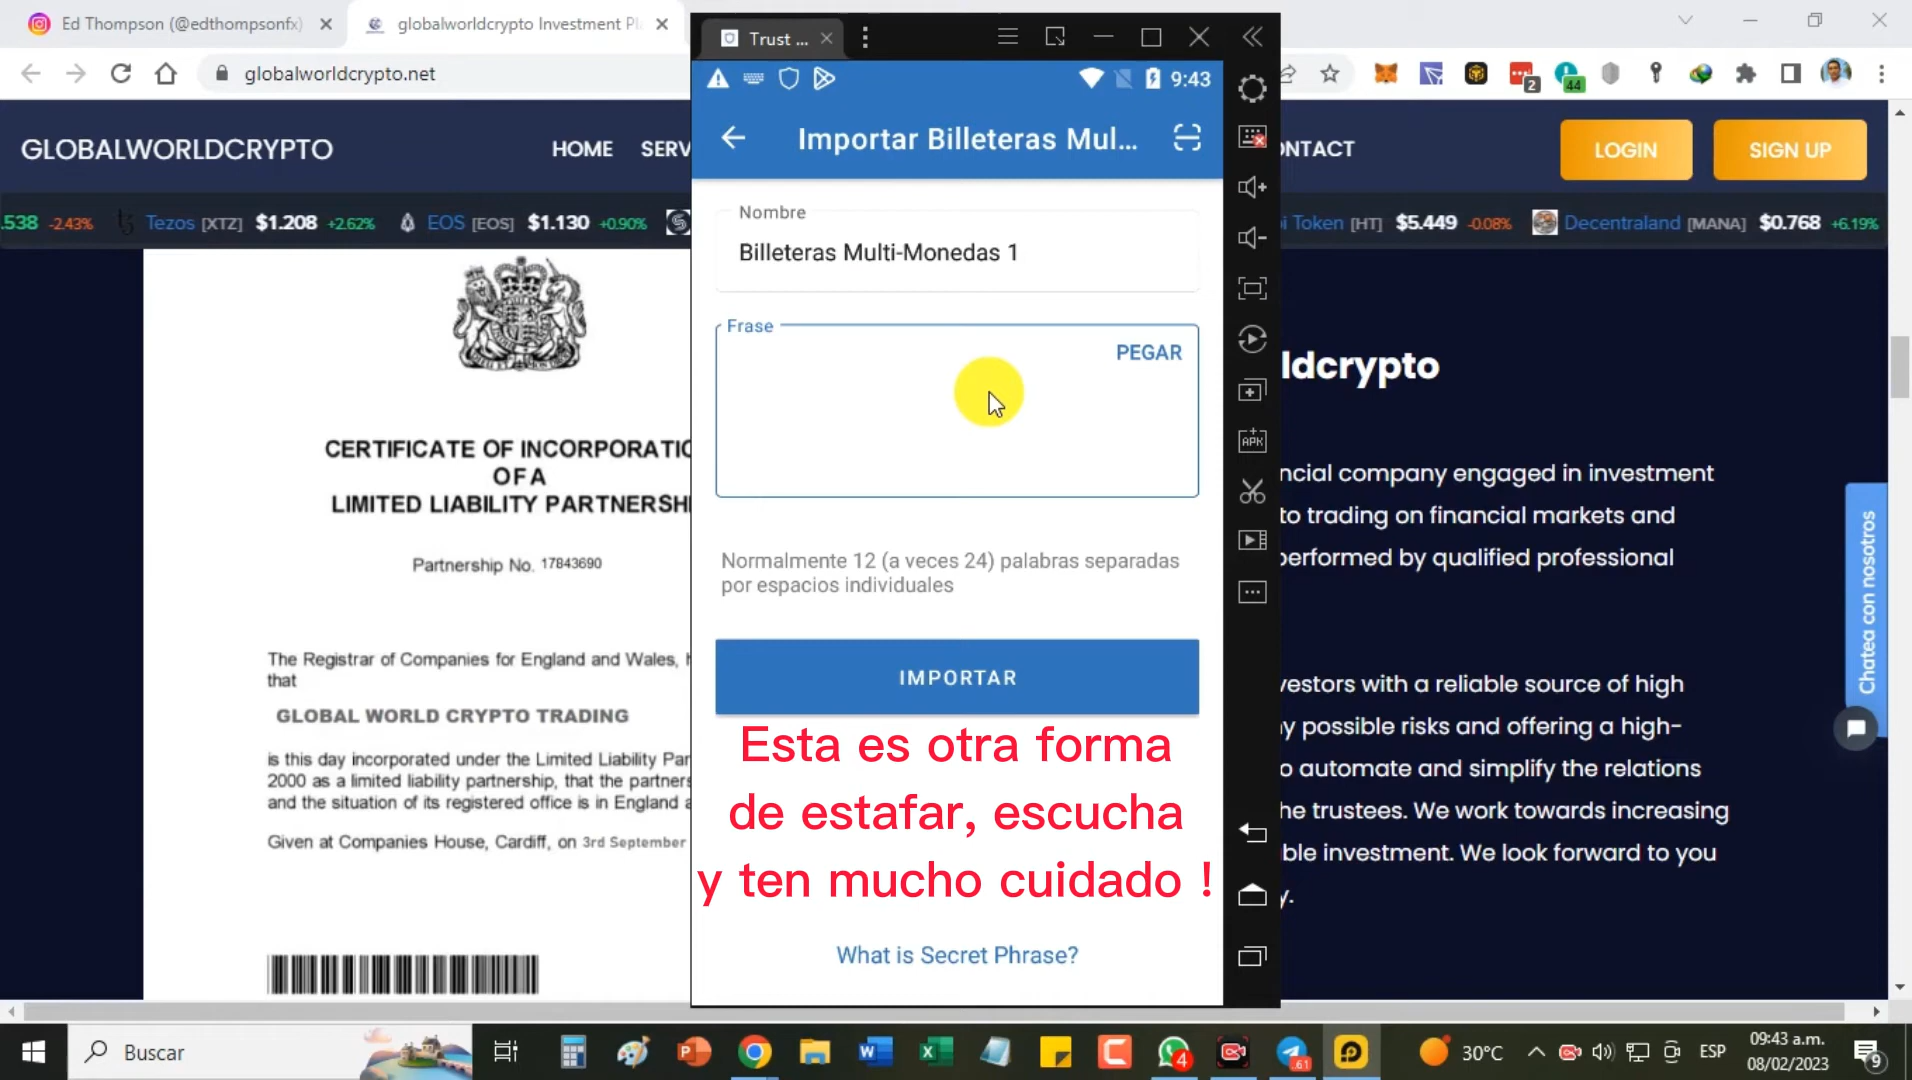 Ed Thompson (@edthompsonfx)
globalworldcrypto Investment Pl
globalworldcrypto.net
2
44
GLOBALWORLDCRYPTO
HOME
SERV
ONTACT
LOGIN
SIGN UP
.538 -2.43%
Tezos [XTZ] $1.208 +2.62%
EOS [EOS] $1.130 +0.90%
Token [HT] $5.449 -0.08%
Decentraland [MANA] $0.768 +6.19%
CERTIFICATE OF INCORPORATIO
OF A
LIMITED LIABILITY PARTNERSH
Partnership No. 17843690
The Registrar of Companies for England and Wales, h
that
GLOBAL WORLD CRYPTO TRADING
is this day incorporated under the Limited Liability Par
2000 as a limited liability partnership, that the partners
and the situation of its registered office is in England a
Given at Companies House, Cardiff, on 3rd September
Trust ...
9:43
Importar Billeteras Mul...
Nombre
Billeteras Multi-Monedas 1
Frase
PEGAR
Normalmente 12 (a veces 24) palabras separadas
por espacios individuales
IMPORTAR
Esta es otra forma
de estafar, escucha
y ten mucho cuidado !
What is Secret Phrase?
APK
ldcrypto
ncial company engaged in investment
to trading on financial markets and
performed by qualified professional
vestors with a reliable source of high
y possible risks and offering a high-
o automate and simplify the relations
he trustees. We work towards increasing
ble investment. We look forward to you
y.
Chatea con nosotros
Buscar
4
61
30°C
ESP
09:43 a.m.
08/02/2023
9